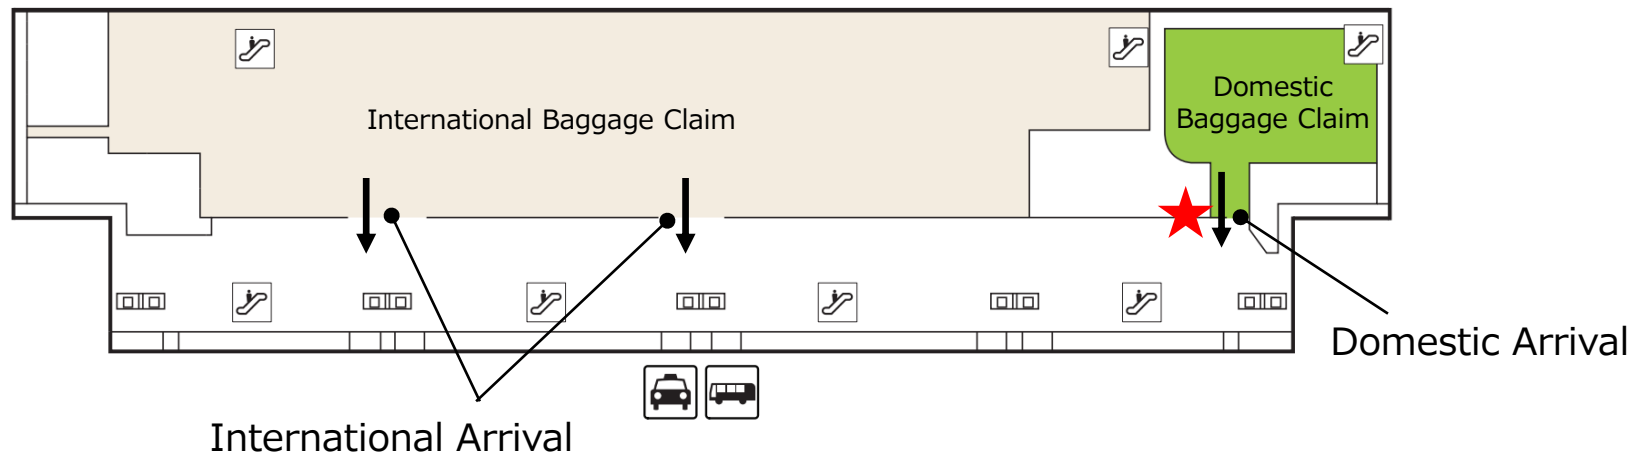 International Baggage Claim
Domestic
Baggage Claim
Domestic Arrival
International Arrival